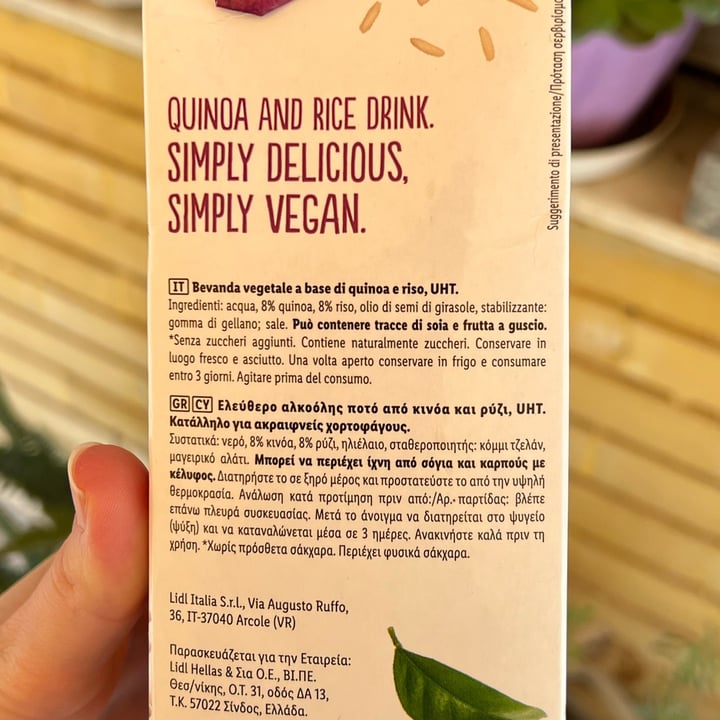 QUINOA AND RICE DRINK.
SIMPLY DELICIOUS,
SIMPLY VEGAN.
IT Bevanda vegetale a base di quinoa e riso, UHT.
Ingredienti: acqua, 8% quinoa, 8% riso, olio di semi di girasole, stabilizzante:
gomma di gellano; sale. Può contenere tracce di soia e frutta a guscio.
*Senza zuccheri aggiunti. Contiene naturalmente zuccheri. Conservare in
luogo fresco e asciutto. Una volta aperto conservare in frigo e consumare
entro 3 giorni. Agitare prima del consumo.
GR CY Ελεύθερο αλκοόλης ποτό από κινόα και ρύζι, UHT.
Κατάλληλο για ακραιφνείς χορτοφάγους.
Συστατικά: νερό, 8% κινόα, 8% ρύζι, ηλιέλαιο, σταθεροποιητής: κόμμι τζελάν,
μαγειρικό αλάτι. Μπορεί να περιέχει ίχνη από σόγια και καρπούς με
κέλυφος. Διατηρήστε το σε ξηρό μέρος και προστατεύστε το από την υψηλή
θερμοκρασία. Ανάλωση κατά προτίμηση πριν από:/Αρ.· παρτίδας: βλέπε
επάνω πλευρά συσκευασίας. Μετά το άνοιγμα να διατηρείται στο ψυγείο
(ψύξη) και να καταναλώνεται μέσα σε 3 ημέρες. Ανακινήστε καλά πριν τη
χρήση. *Χωρίς πρόσθετα σάκχαρα. Περιέχει φυσικά σάκχαρα.
Lidl Italia S.r.l., Via Augusto Ruffo,
36, IT-37040 Arcole (VR)
Παρασκευάζεται για την Εταιρεία:
Lidl Hellas & Σια Ο.Ε., ΒΙ.ΠΕ.
Θεσ/νίκης, Ο.Τ. 31, οδός ΔΑ 13,
Τ.Κ. 57022 Σίνδος, Ελλάδα.
Suggerimento di presentazione/Πρόταση σερβιρίσμα